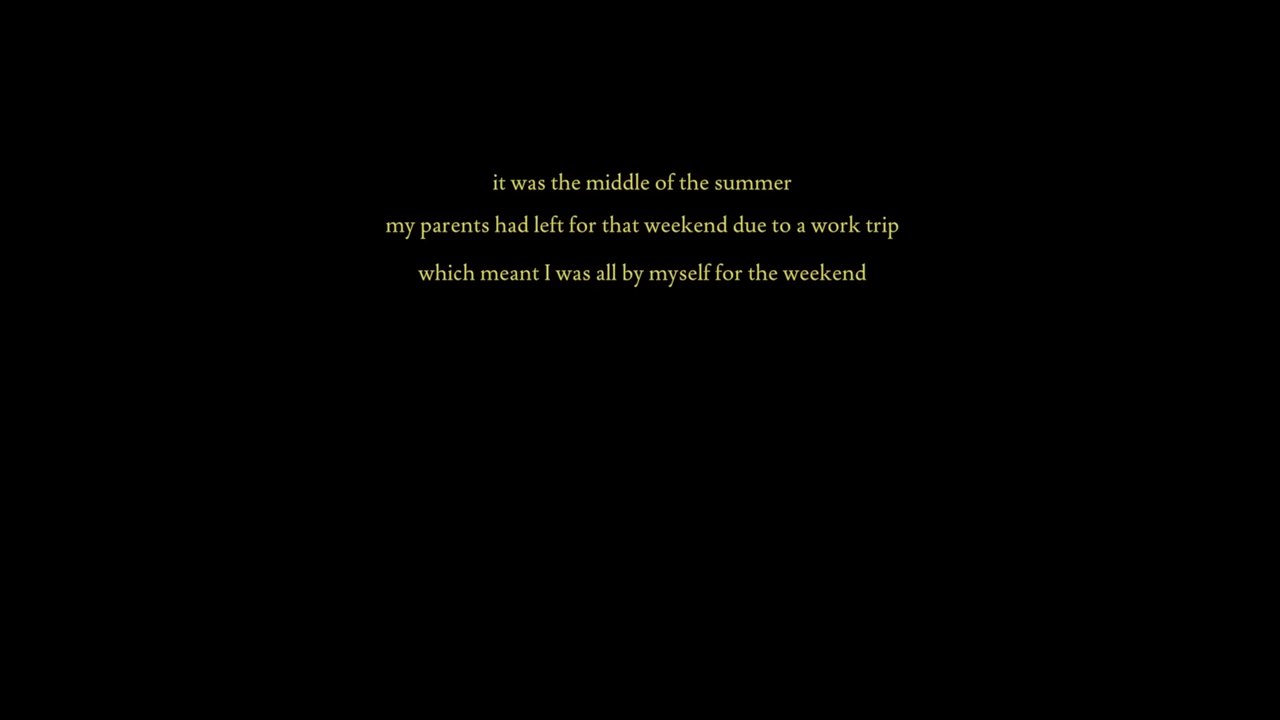 it was the middle of the summer
my parents had left for that weekend due to a work trip
which meant I was all by myself for the weekend